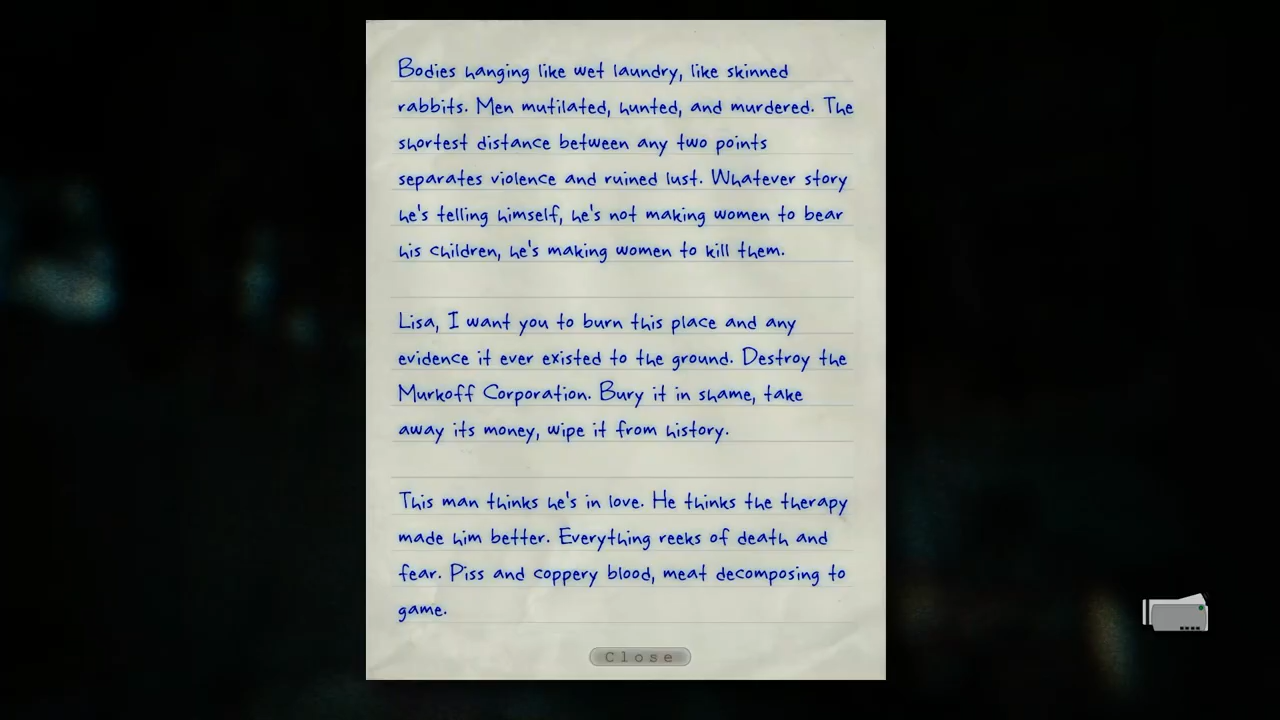 Bodies hanging like wet laundry, like skinned
rabbits. Men mutilated, hunted, and murdered. The
shortest distance between any two points
separates violence and ruined lust. Whatever story
he's telling himself, he's not making women to bear
his children, he's making women to kill them.
Lisa, I want you to burn this place and any
evidence it ever existed to the ground. Destroy the
Murkoff Corporation. Bury it in shame, take
away its money, wipe it from history.
This man thinks he's in love. He thinks the therapy
made him better. Everything reeks of death and
fear. Piss and coppery blood, meat decomposing to
game.
Close